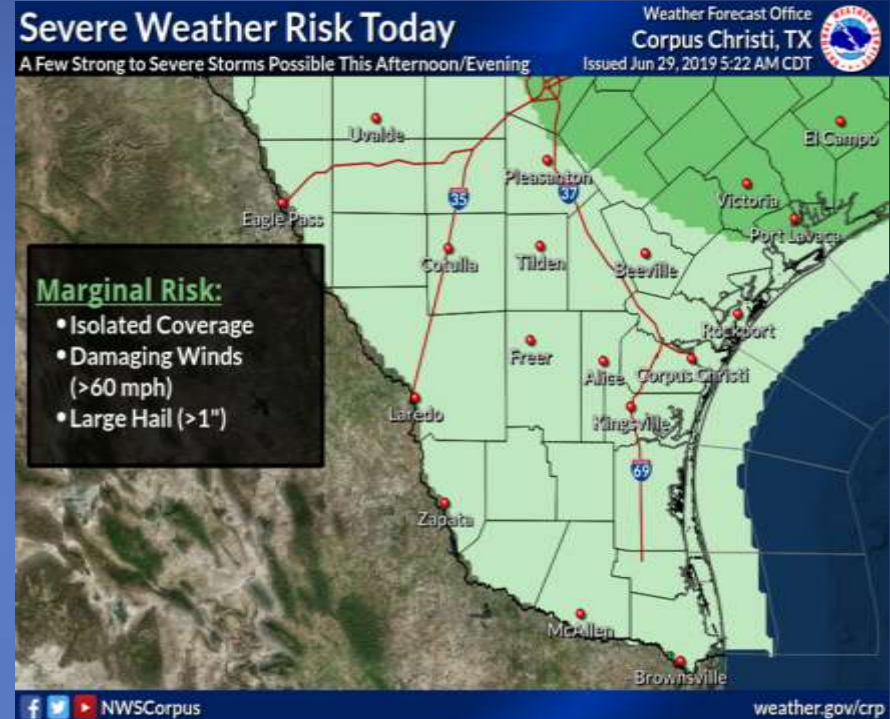 Severe Weather Risk Today
A Few Strong to Severe Storms Possible This Afternoon/Evening
Weather Forecast Office
Corpus Christi, TX
Issued Jun 29, 2019 5:22 AM CDT
NATIONAL WEATHER SERVICE
Uvalde
El Campo
Pleasanton
35
37
Victoria
Eagle Pass
Port Lavaca
Cotulla
Tilden
Beeville
Marginal Risk:
• Isolated Coverage
• Damaging Winds
(>60 mph)
• Large Hail (>1")
Rockport
Freer
Alice
Corpus Christi
Laredo
Kingsville
69
Zapata
McAllen
Brownsville
NWSCorpus
weather.gov/crp